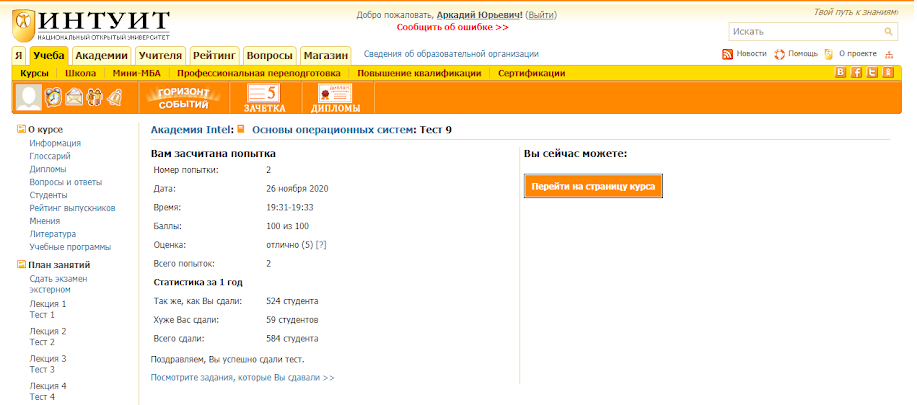 ИНТУИТ
НАЦИОНАЛЬНЫЙ ОТКРЫТЫЙ УНИВЕРСИТЕТ
Добро пожаловать, Аркадий Юрьевич! (Выйти)
Сообщить об ошибке >>
Твой путь к знаниям!
Искать
Я Учеба Академии Учителя Рейтинг Вопросы Магазин Сведения об образовательной организации
Новости Помощь О проекте
Курсы Школа Мини-МБА Профессиональная переподготовка Повышение квалификации Сертификации
ГОРИЗОНТ СОБЫТИЙ
5 ЗАЧЕТКА
ДИПЛОМЫ
О курсе
Информация
Глоссарий
Дипломы
Вопросы и ответы
Студенты
Рейтинг выпускников
Мнения
Литература
Учебные программы
План занятий
Сдать экзамен
экстерном
Лекция 1
Тест 1
Лекция 2
Тест 2
Лекция 3
Тест 3
Лекция 4
Тест 4
Академия Intel: Основы операционных систем: Тест 9
Вам засчитана попытка
Номер попытки: 2
Дата: 26 ноября 2020
Время: 19:31-19:33
Баллы: 100 из 100
Оценка: отлично (5) [?]
Всего попыток: 2
Статистика за 1 год
Так же, как Вы сдали: 524 студента
Хуже Вас сдали: 59 студентов
Всего сдали: 584 студента
Поздравляем, Вы успешно сдали тест.
Посмотрите задания, которые Вы сдавали >>
Вы сейчас можете:
Перейти на страницу курса